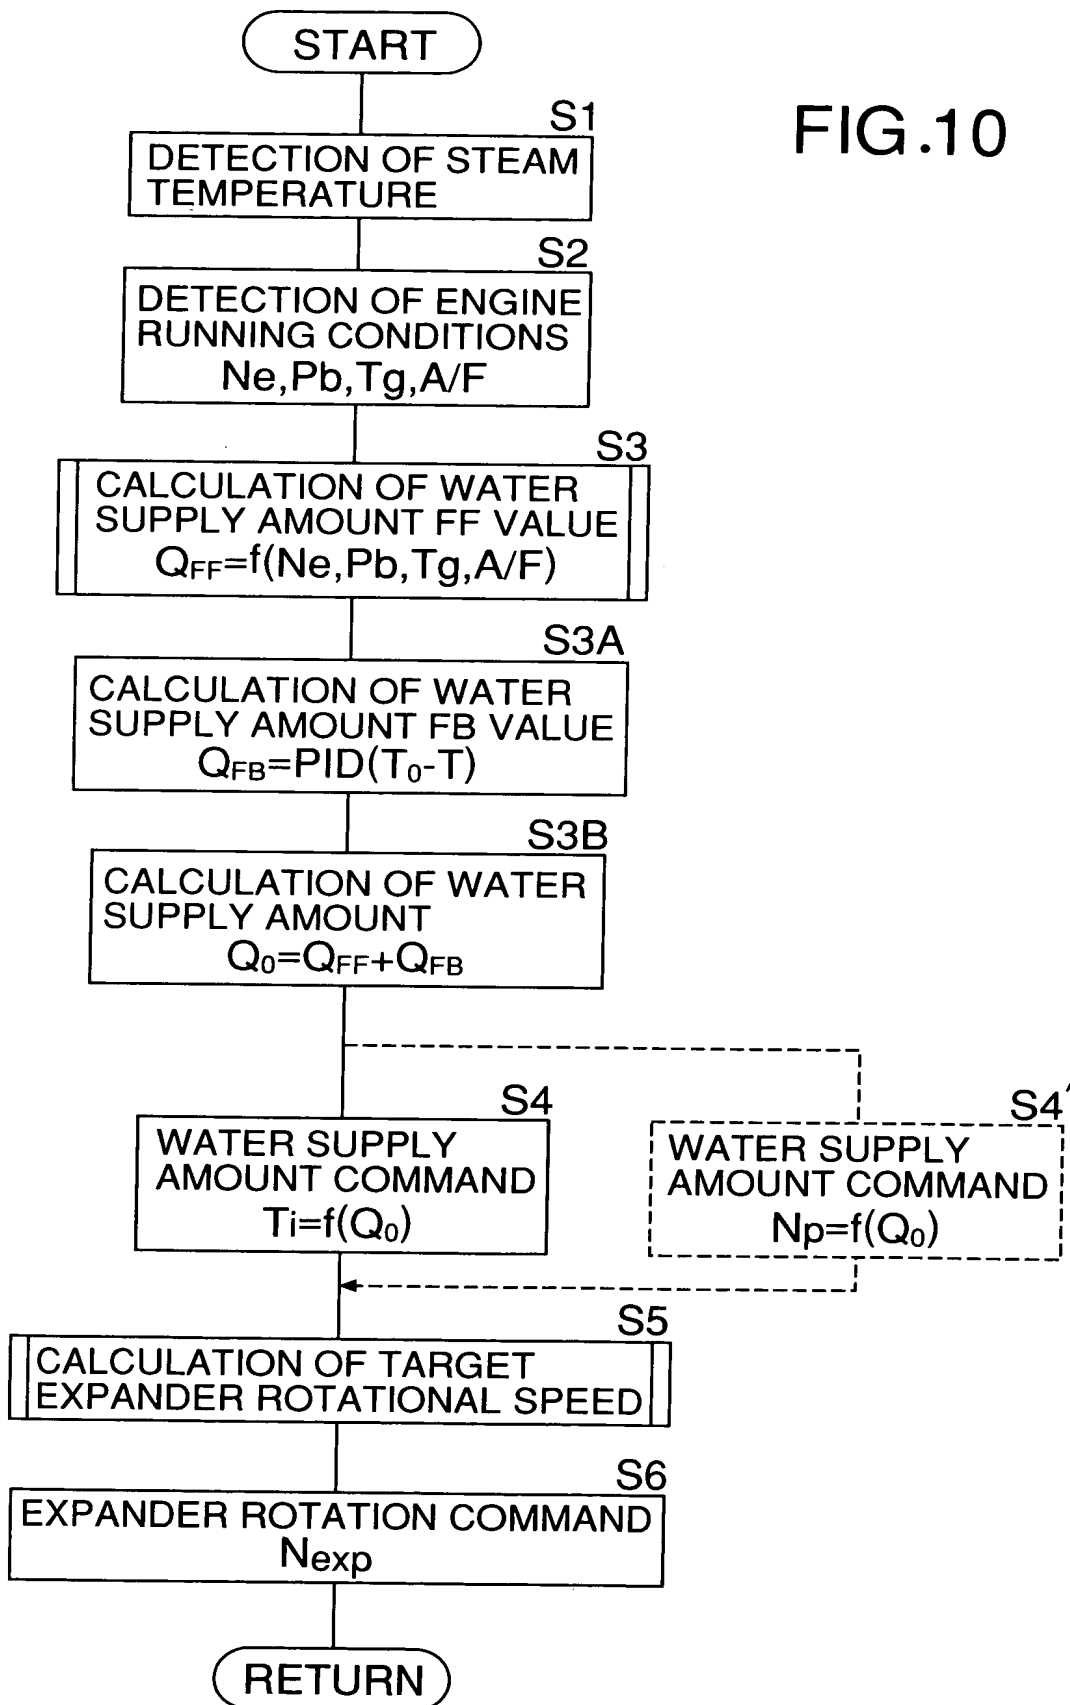 START
FIG.10
S1
DETECTION OF STEAM
TEMPERATURE
S2
DETECTION OF ENGINE
RUNNING CONDITIONS
Ne,Pb,Tg,A/F
S3
CALCULATION OF WATER
SUPPLY AMOUNT FF VALUE
QFF=f(Ne,Pb,Tg,A/F)
S3A
CALCULATION OF WATER
SUPPLY AMOUNT FB VALUE
QFB=PID(T0-T)
S3B
CALCULATION OF WATER
SUPPLY AMOUNT
Q0=QFF+QFB
S4
WATER SUPPLY
AMOUNT COMMAND
Ti=f(Q0)
S4´
WATER SUPPLY
AMOUNT COMMAND
Np=f(Q0)
S5
CALCULATION OF TARGET
EXPANDER ROTATIONAL SPEED
S6
EXPANDER ROTATION COMMAND
Nexp
RETURN